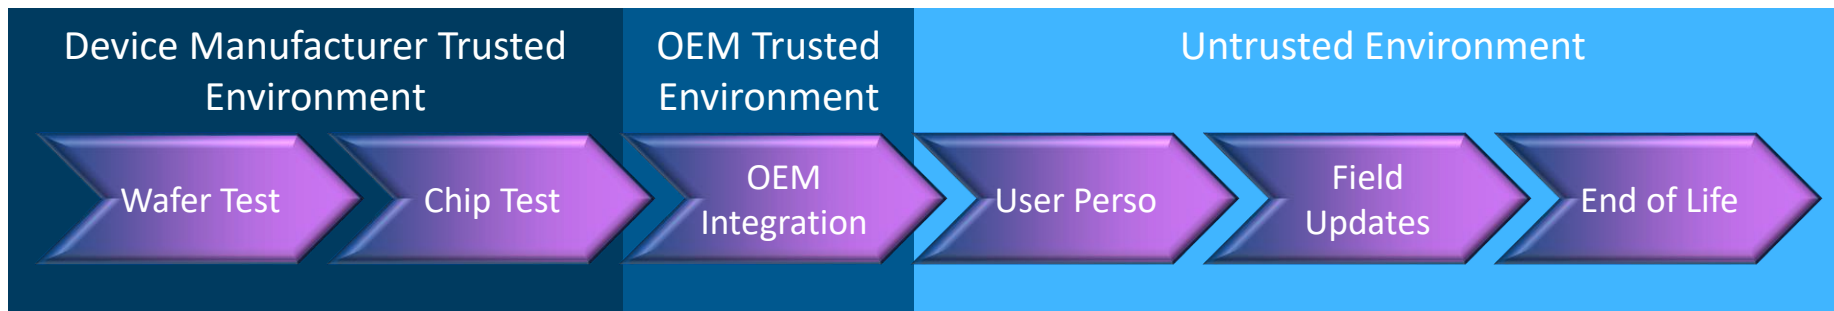 Device Manufacturer Trusted
Environment
OEM Trusted
Environment
Untrusted Environment
Wafer Test
Chip Test
OEM
Integration
User Perso
Field
Updates
End of Life